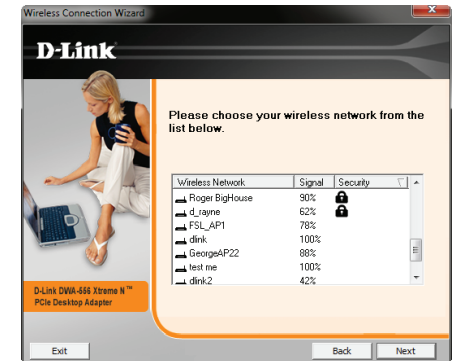 Wireless Connection Wizard
D-Link
Please choose your wireless network from the
list below.
Wireless Network Signal Security
Roger BigHouse 90%
d_rayne 62%
FSL_AP1 78%
dlink 100%
GeorgeAP22 88%
test me 100%
dlink2 42%
D-Link DWA-556 Xtreme N™
PCIe Desktop Adapter
Exit Back Next